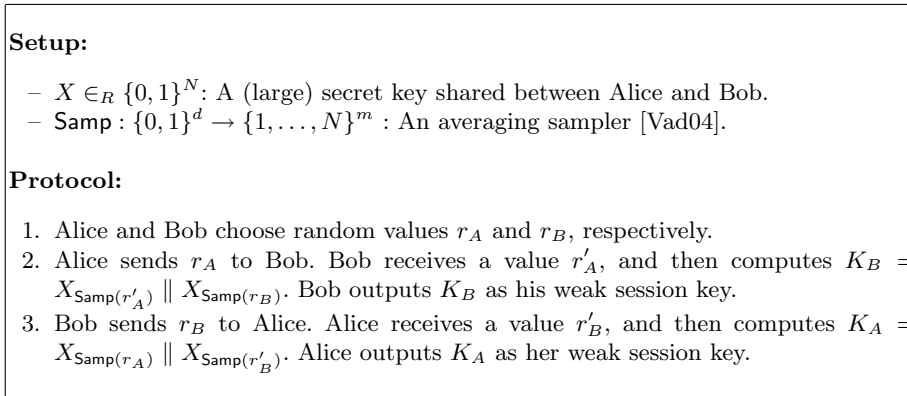 Setup:
– X ∈_R {0, 1}^N: A (large) secret key shared between Alice and Bob.
– Samp : {0, 1}^d → {1, . . . , N}^m : An averaging sampler [Vad04].
Protocol:
1. Alice and Bob choose random values r_A and r_B, respectively.
2. Alice sends r_A to Bob. Bob receives a value r'_A, and then computes K_B =
X_{Samp(r'_A)} ∥ X_{Samp(r_B)}. Bob outputs K_B as his weak session key.
3. Bob sends r_B to Alice. Alice receives a value r'_B, and then computes K_A =
X_{Samp(r_A)} ∥ X_{Samp(r'_B)}. Alice outputs K_A as her weak session key.